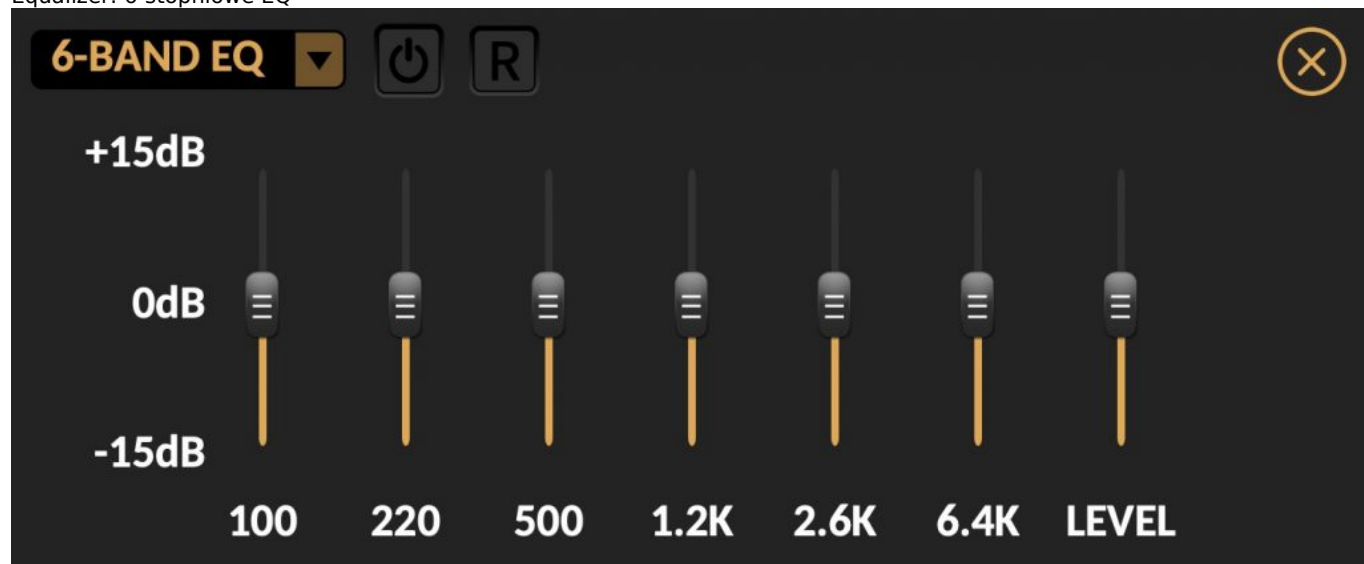 Equalizer: 6-stopniowe EQ
6-BAND EQ
R
+15dB
0dB
-15dB
100 220 500 1.2K 2.6K 6.4K LEVEL